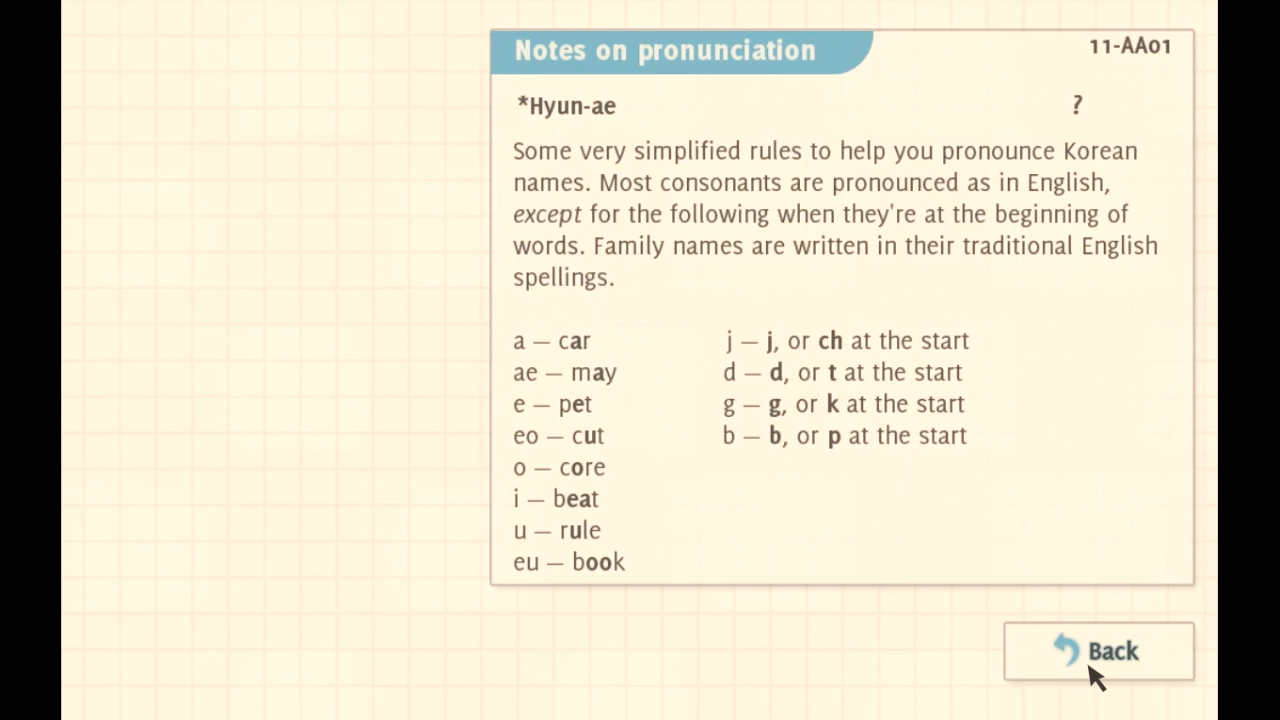 Notes on pronunciation
11-AA01
*Hyun-ae ?
Some very simplified rules to help you pronounce Korean
names. Most consonants are pronounced as in English,
except for the following when they're at the beginning of
words. Family names are written in their traditional English
spellings.
a — car
ae — may
e — pet
eo — cut
o — core
i — beat
u — rule
eu — book
j — j, or ch at the start
d — d, or t at the start
g — g, or k at the start
b — b, or p at the start
Back